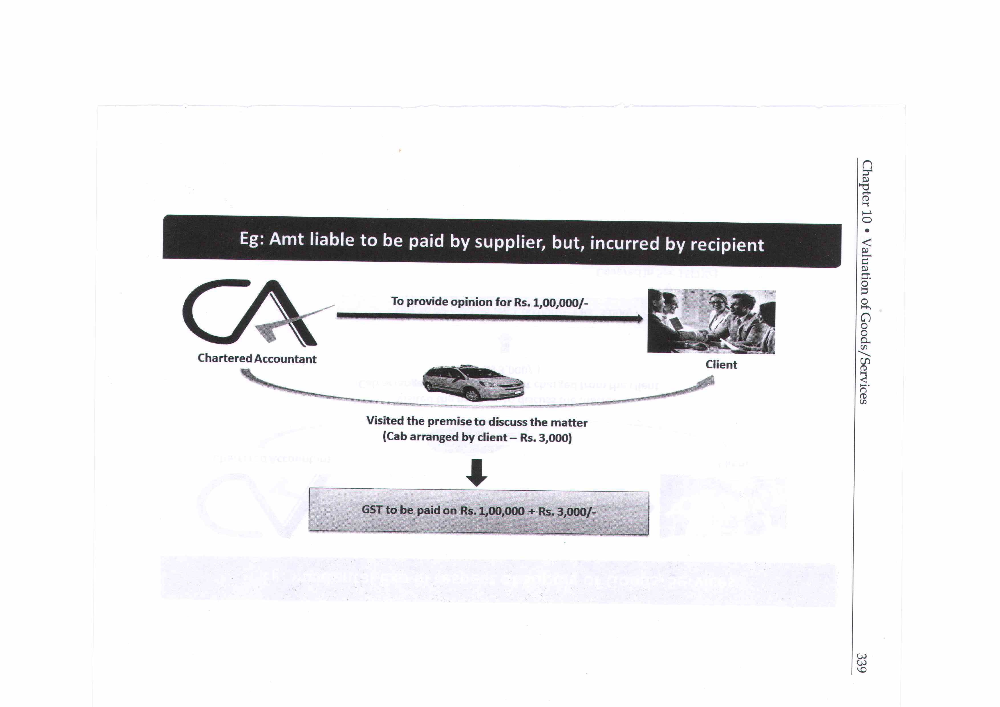 Chapter 10 • Valuation of Goods/Services
339
Eg: Amt liable to be paid by supplier, but, incurred by recipient
CA
To provide opinion for Rs. 1,00,000/-
Chartered Accountant
Client
Visited the premise to discuss the matter
(Cab arranged by client – Rs. 3,000)
GST to be paid on Rs. 1,00,000 + Rs. 3,000/-